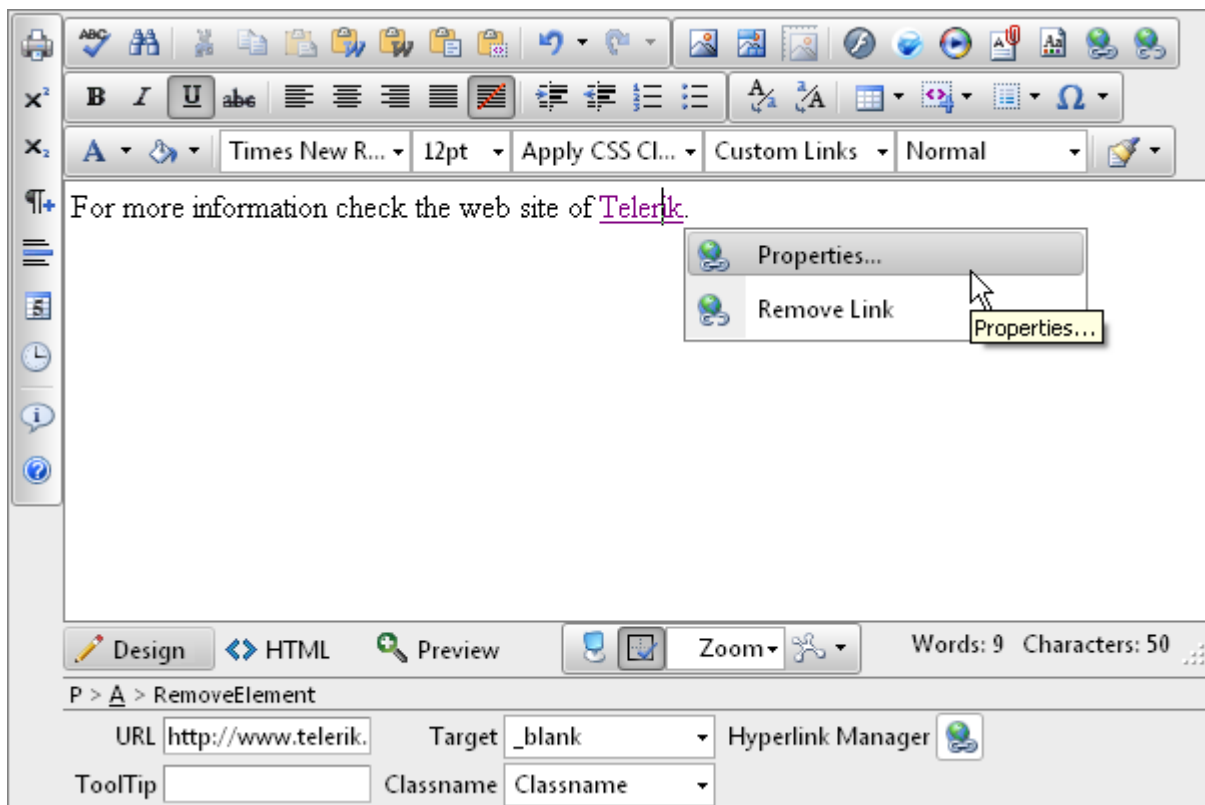 ABC
B I U abc
A Times New R... 12pt Apply CSS Cl... Custom Links Normal
For more information check the web site of Telerik.
Properties...
Remove Link
Properties...
Design HTML Preview Zoom Words: 9 Characters: 50
P > A > RemoveElement
URL http://www.telerik. Target _blank Hyperlink Manager
ToolTip Classname Classname